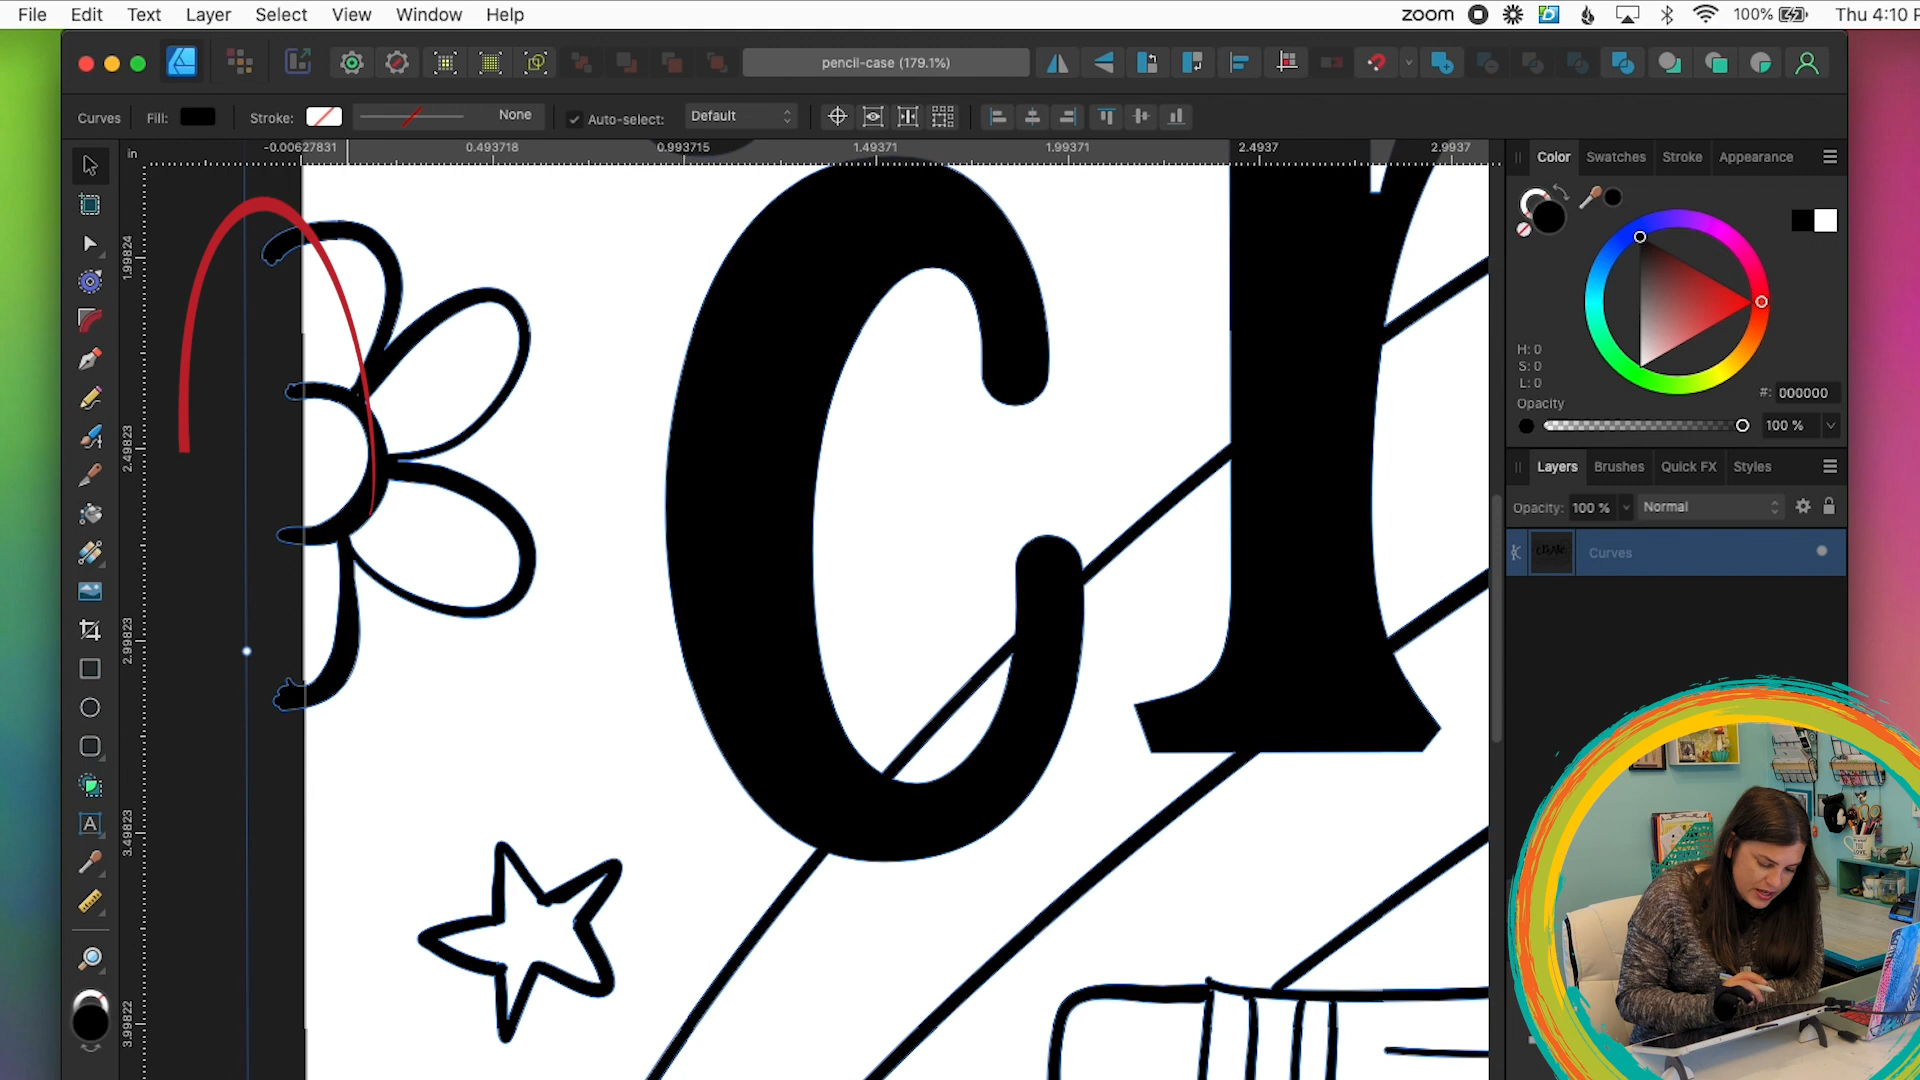 File Edit Text Layer Select View Window Help zoom 100% Thu 4:10 P
pencil-case (179.1%)
Curves Fill: Stroke: None Auto-select: Default
in -0.00627831 0.493718 0.993715 1.49371 1.99371 2.4937 2.9937
Color Swatches Stroke Appearance
1.99824
2.49823
2.99823
3.49823
3.99822
H: 0
S: 0
L: 0
#: 000000
Opacity
100 %
Layers Brushes Quick FX Styles
Opacity: 100 % Normal
Curves
A
C